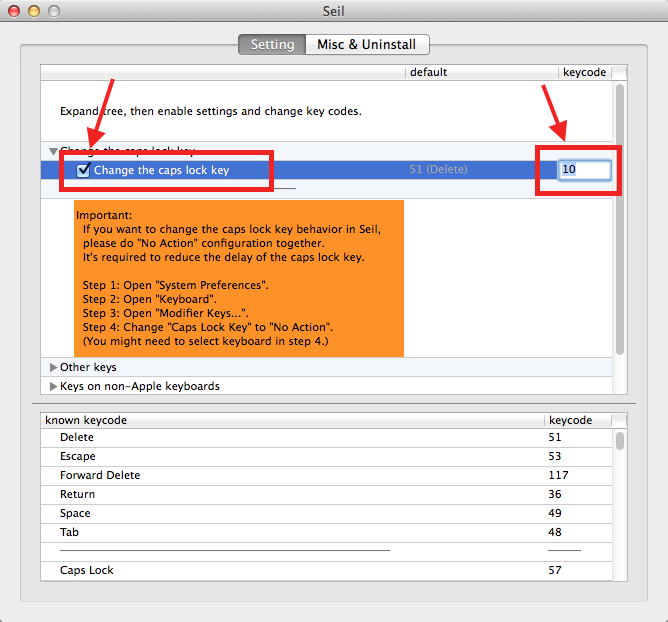 Seil
Setting Misc & Uninstall
default keycode
Expand tree, then enable settings and change key codes.
Change the caps lock key
Change the caps lock key 51 (Delete) 10
Important:
If you want to change the caps lock key behavior in Seil,
please do "No Action" configuration together.
It's required to reduce the delay of the caps lock key.
Step 1: Open "System Preferences".
Step 2: Open "Keyboard".
Step 3: Open "Modifier Keys...".
Step 4: Change "Caps Lock Key" to "No Action".
(You might need to select keyboard in step 4.)
Other keys
Keys on non-Apple keyboards
known keycode keycode
Delete 51
Escape 53
Forward Delete 117
Return 36
Space 49
Tab 48
Caps Lock 57